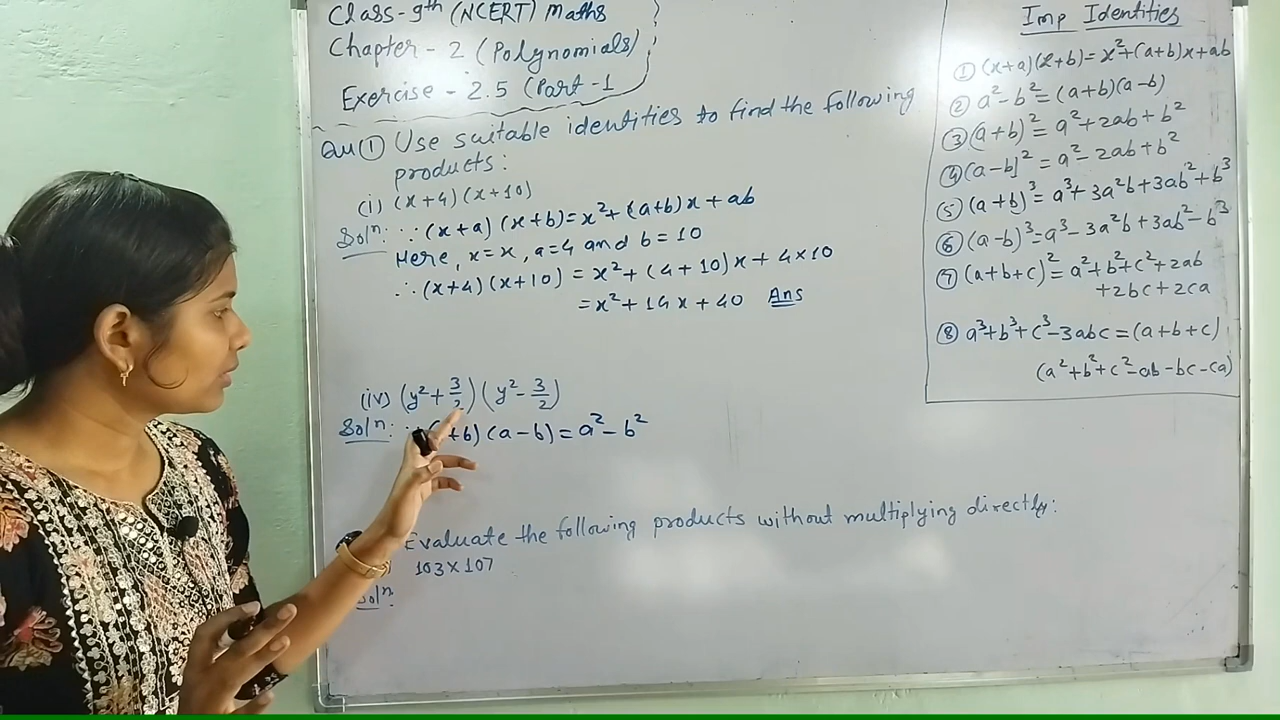 Class-9th (NCERT) Maths
Chapter - 2 (Polynomials)
Exercise - 2.5 (Part-1
Qu ① Use suitable identities to find the following
products:
(i) (x+4)(x+10)
Solⁿ: ∵ (x+a)(x+b)=x²+(a+b)x+ab
Here, x=x, a=4 and b=10
∴ (x+4)(x+10) = x²+(4+10)x+4×10
=x²+14x+40 Ans
(iv) (y²+3/2)(y²-3/2)
Solⁿ: +b)(a-b)=a²-b²
Evaluate the following products without multiplying directly:
103×107
Solⁿ:
Imp Identities
① (x+a)(x+b)=x²+(a+b)x+ab
② a²-b²=(a+b)(a-b)
③ (a+b)²=a²+2ab+b²
④ (a-b]²=a²-2ab+b²
⑤ (a+b)³=a³+3a²b+3ab²+b³
⑥ (a-b)³=a³-3a²b+3ab²-b³
⑦ (a+b+c)²=a²+b²+c²+2ab
+2bc+2ca
⑧ a³+b³+c³-3abc=(a+b+c)
(a²+b²+c²-ab-bc-ca)